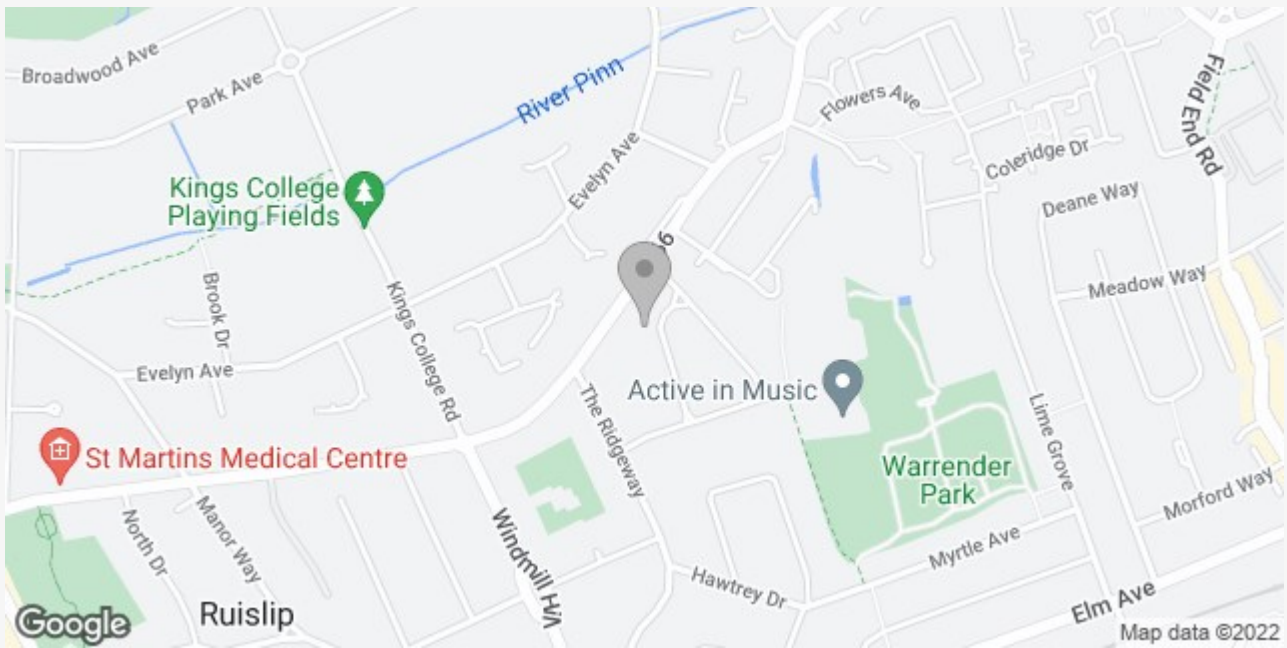 Broadwood Ave
Park Ave
River Pinn
Flowers Ave
Field End Rd
Coleridge Dr
Evelyn Ave
Kings College
Playing Fields
Deane Way
Brook Dr
Kings College Rd
Meadow Way
Evelyn Ave
The Ridgeway
Active in Music
Lime Grove
St Martins Medical Centre
Warrender
Park
Morford Way
North Dr
Manor Way
Windmill Hill
Myrtle Ave
Hawtrey Dr
Elm Ave
Ruislip
Google
Map data ©2022